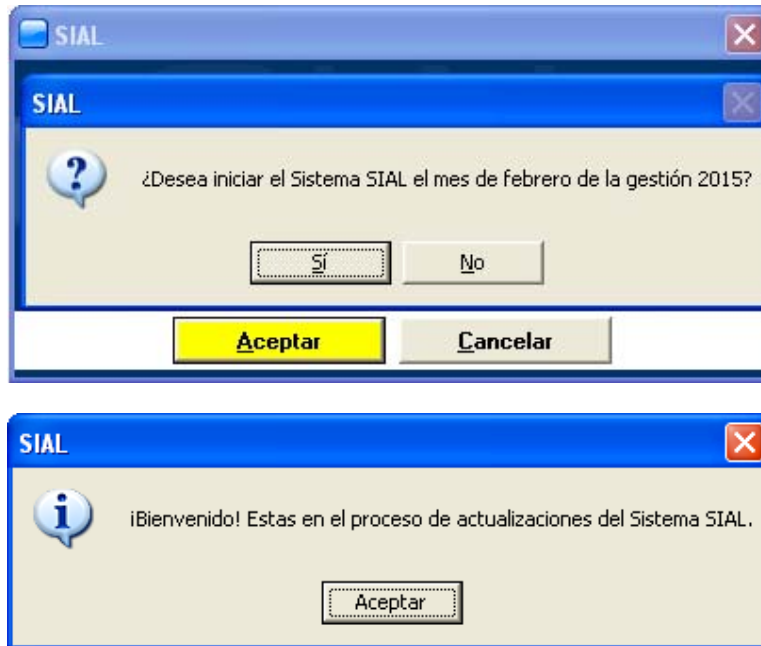 SIAL
SIAL
¿Desea iniciar el Sistema SIAL el mes de febrero de la gestión 2015?
Sí No
Aceptar Cancelar
SIAL
¡Bienvenido! Estas en el proceso de actualizaciones del Sistema SIAL.
Aceptar